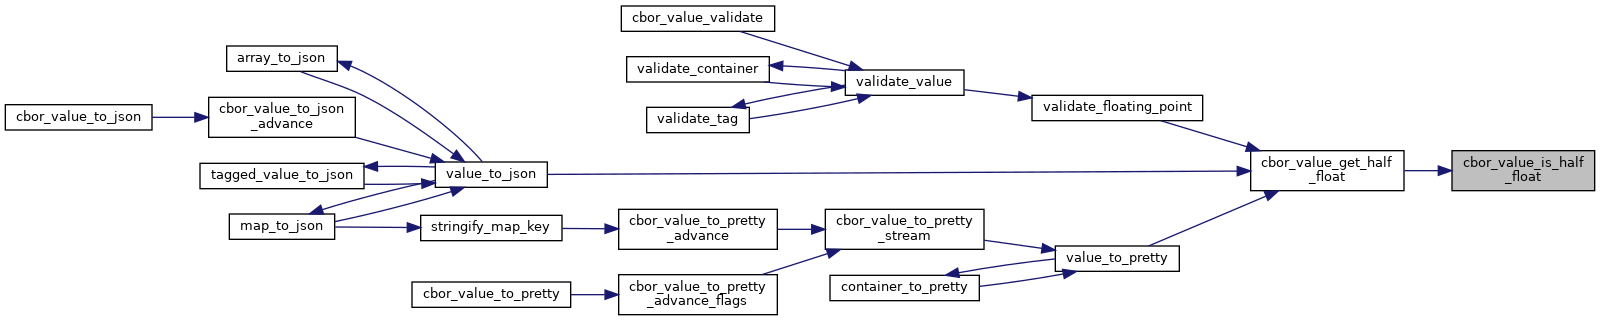 cbor_value_validate
array_to_json
validate_container
validate_value
cbor_value_to_json
_advance
cbor_value_to_json
validate_tag
validate_floating_point
cbor_value_get_half
_float
cbor_value_is_half
_float
tagged_value_to_json
value_to_json
map_to_json
stringify_map_key
cbor_value_to_pretty
_advance
cbor_value_to_pretty
_stream
value_to_pretty
container_to_pretty
cbor_value_to_pretty
cbor_value_to_pretty
_advance_flags